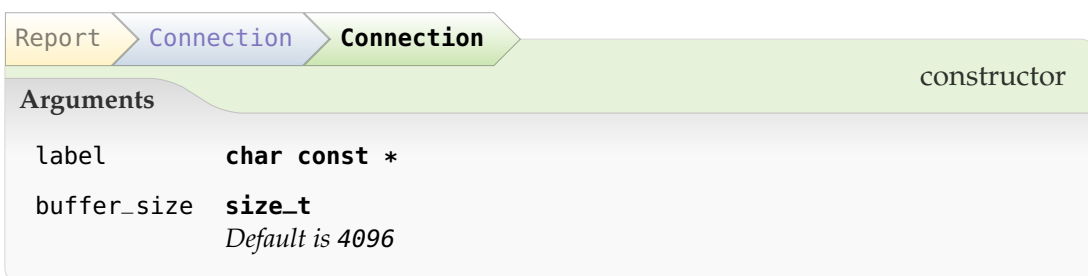 Report Connection Connection
constructor
Arguments
label char const *
buffer_size size_t
Default is 4096